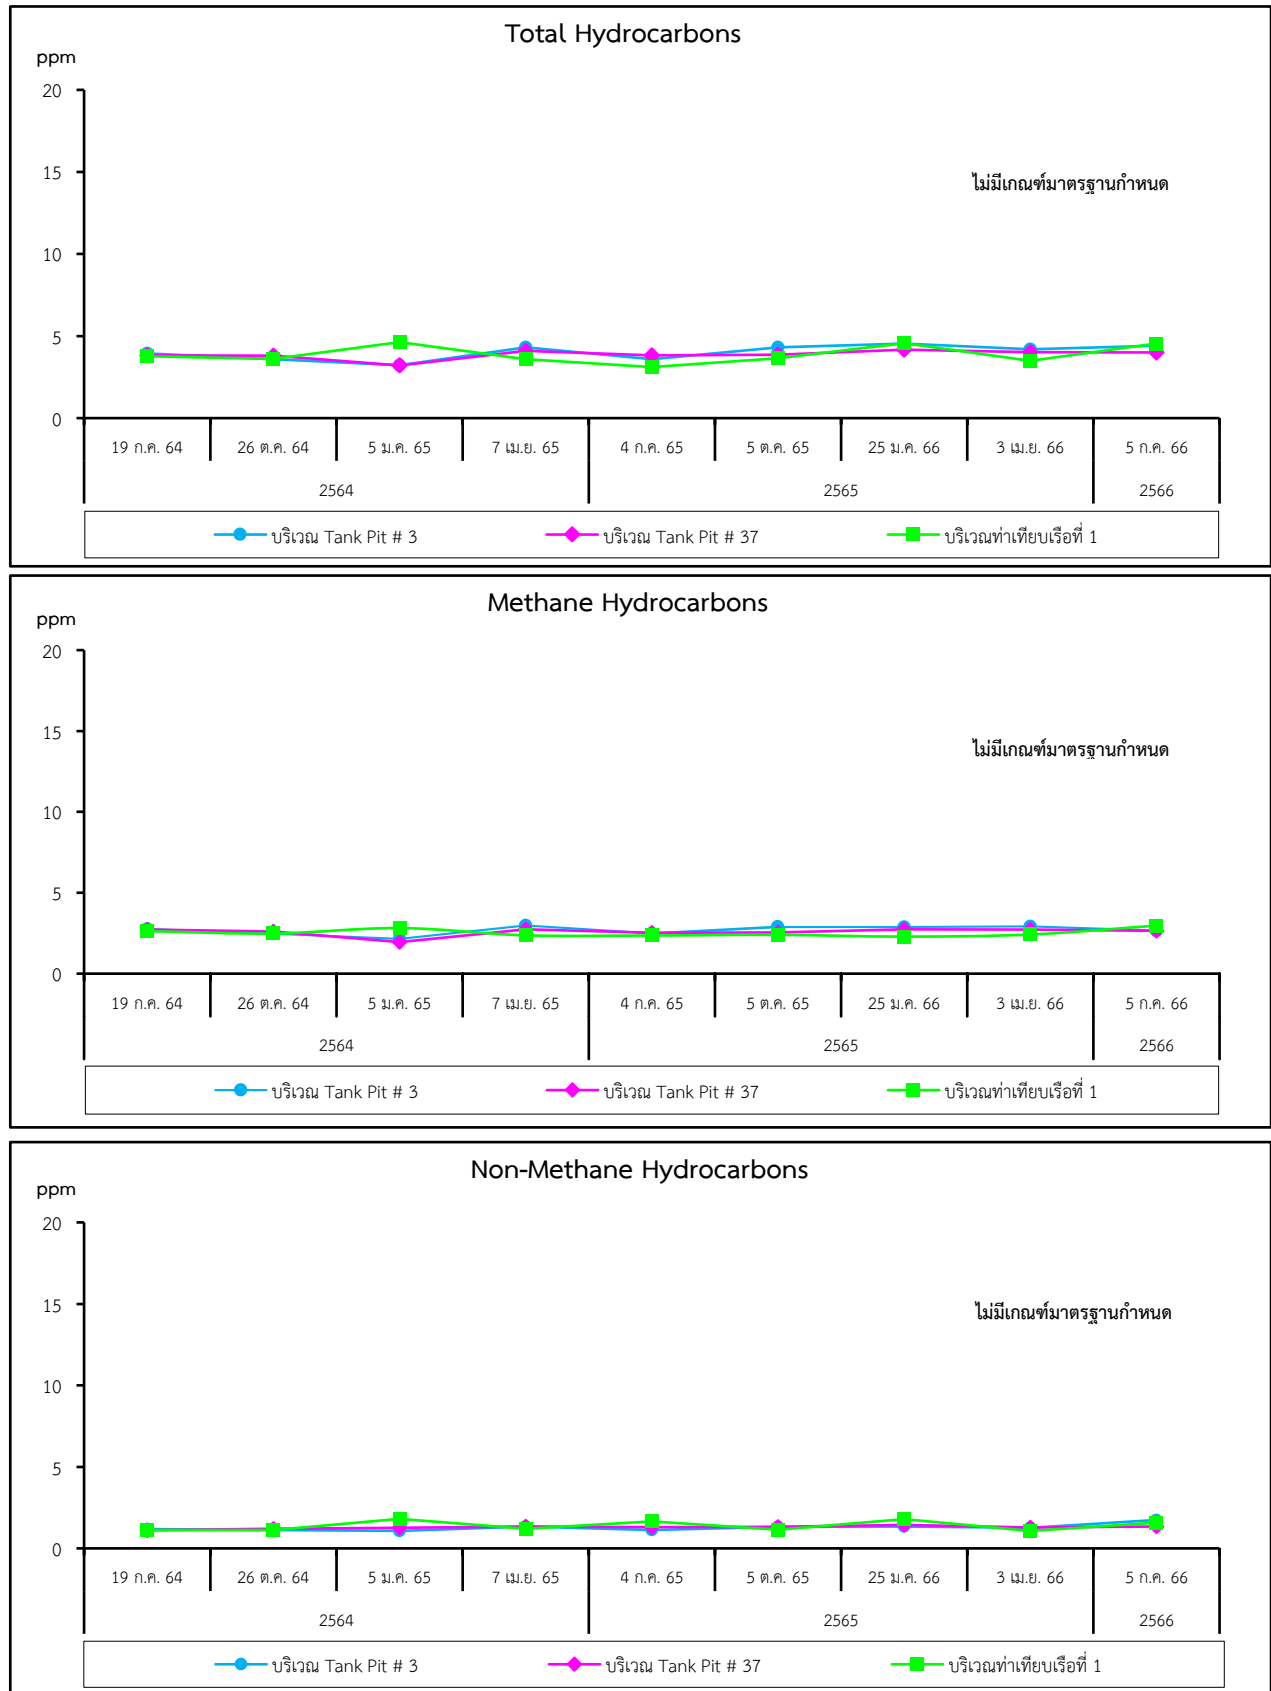 Total Hydrocarbons
ppm
20
15
ไม่มีเกณฑ์มาตรฐานกำหนด
10
5
0
19 ก.ค. 64 26 ต.ค. 64 5 ม.ค. 65 7 เม.ย. 65 4 ก.ค. 65 5 ต.ค. 65 25 ม.ค. 66 3 เม.ย. 66 5 ก.ค. 66
2564 2565 2566
บริเวณ Tank Pit # 3 บริเวณ Tank Pit # 37 บริเวณท่าเทียบเรือที่ 1
Methane Hydrocarbons
ppm
20
15
ไม่มีเกณฑ์มาตรฐานกำหนด
10
5
0
19 ก.ค. 64 26 ต.ค. 64 5 ม.ค. 65 7 เม.ย. 65 4 ก.ค. 65 5 ต.ค. 65 25 ม.ค. 66 3 เม.ย. 66 5 ก.ค. 66
2564 2565 2566
บริเวณ Tank Pit # 3 บริเวณ Tank Pit # 37 บริเวณท่าเทียบเรือที่ 1
Non-Methane Hydrocarbons
ppm
20
15
ไม่มีเกณฑ์มาตรฐานกำหนด
10
5
0
19 ก.ค. 64 26 ต.ค. 64 5 ม.ค. 65 7 เม.ย. 65 4 ก.ค. 65 5 ต.ค. 65 25 ม.ค. 66 3 เม.ย. 66 5 ก.ค. 66
2564 2565 2566
บริเวณ Tank Pit # 3 บริเวณ Tank Pit # 37 บริเวณท่าเทียบเรือที่ 1